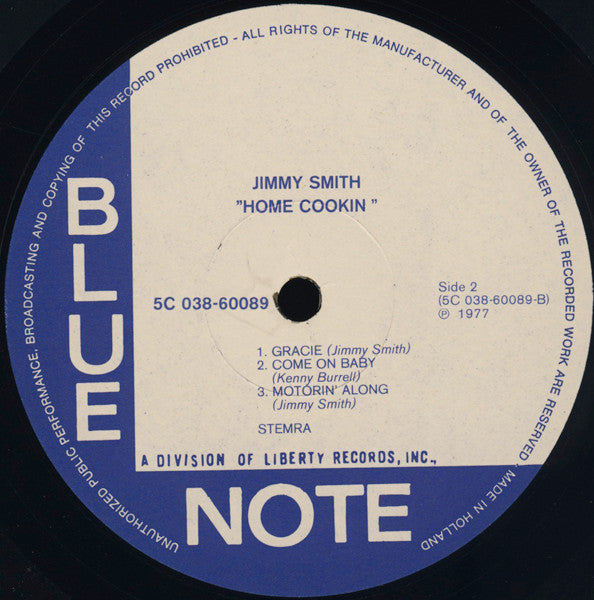 UNAUTHORIZED PUBLIC PERFORMANCE, BROADCASTING AND COPYING OF THIS RECORD PROHIBITED - ALL RIGHTS OF THE MANUFACTURER AND OF THE OWNER OF THE RECORDED WORK ARE RESERVED - MADE IN HOLLAND
JIMMY SMITH
"HOME COOKIN"
5C 038-60089
Side 2
(5C 038-60089-B)
℗ 1977
1. GRACIE (Jimmy Smith)
2. COME ON BABY
(Kenny Burrell)
3. MOTORIN' ALONG
(Jimmy Smith)
STEMRA
A DIVISION OF LIBERTY RECORDS, INC.,
BLUE
NOTE